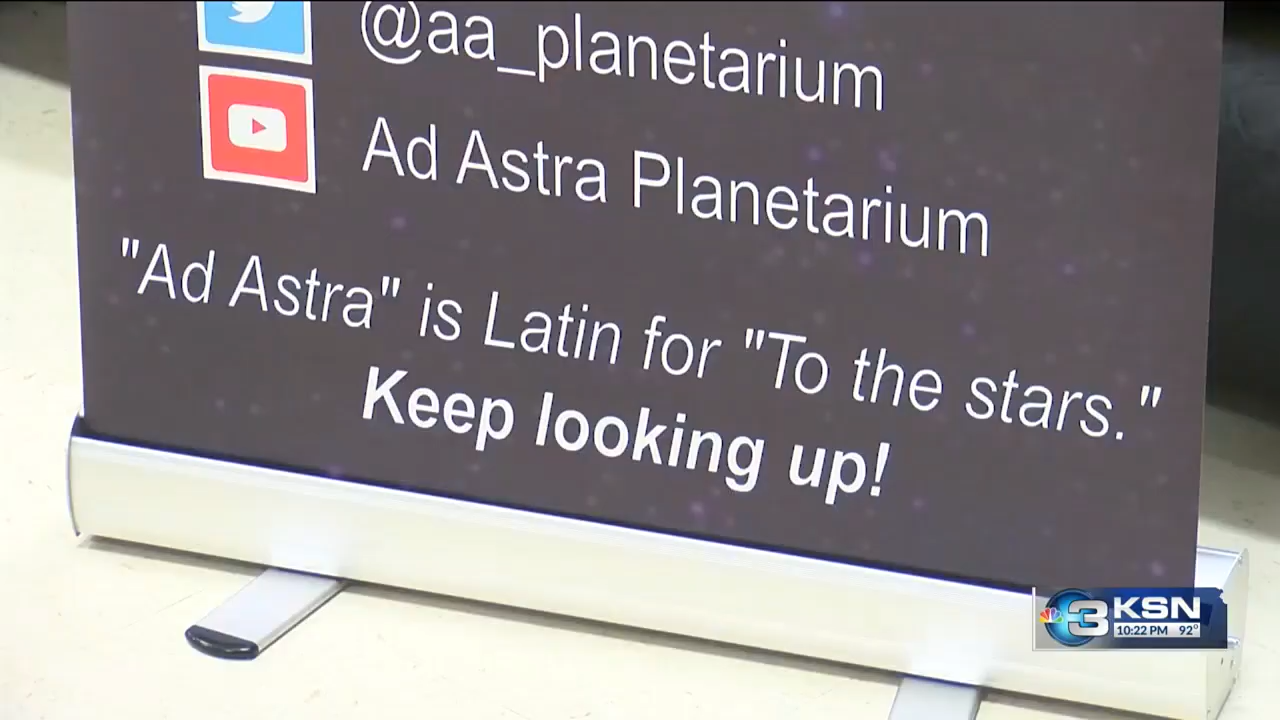 @aa_planetarium
Ad Astra Planetarium
"Ad Astra" is Latin for "To the stars."
Keep looking up!
3 KSN
10:22 PM 92°